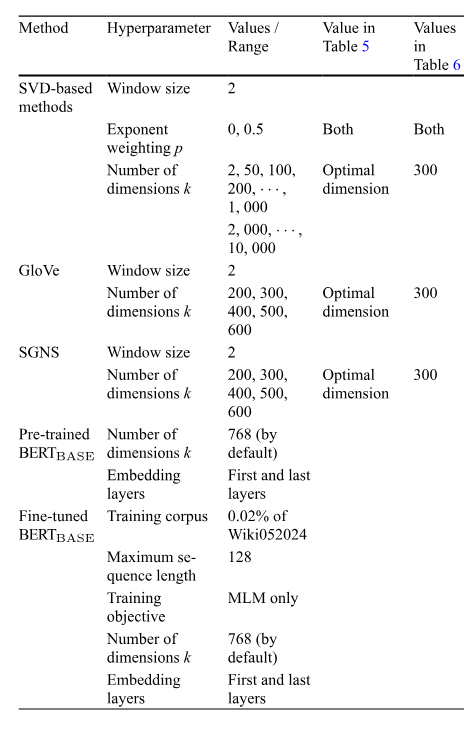 Method Hyperparameter Values / Range Value in Table 5 Values in Table 6
SVD-based methods Window size 2
Exponent weighting p 0, 0.5 Both Both
Number of dimensions k 2, 50, 100, 200, ···, 1, 000 Optimal dimension 300
2, 000, ···, 10, 000
GloVe Window size 2
Number of dimensions k 200, 300, 400, 500, 600 Optimal dimension 300
SGNS Window size 2
Number of dimensions k 200, 300, 400, 500, 600 Optimal dimension 300
Pre-trained BERTBASE Number of dimensions k 768 (by default)
Embedding layers First and last layers
Fine-tuned BERTBASE Training corpus 0.02% of Wiki052024
Maximum se-quence length 128
Training objective MLM only
Number of dimensions k 768 (by default)
Embedding layers First and last layers